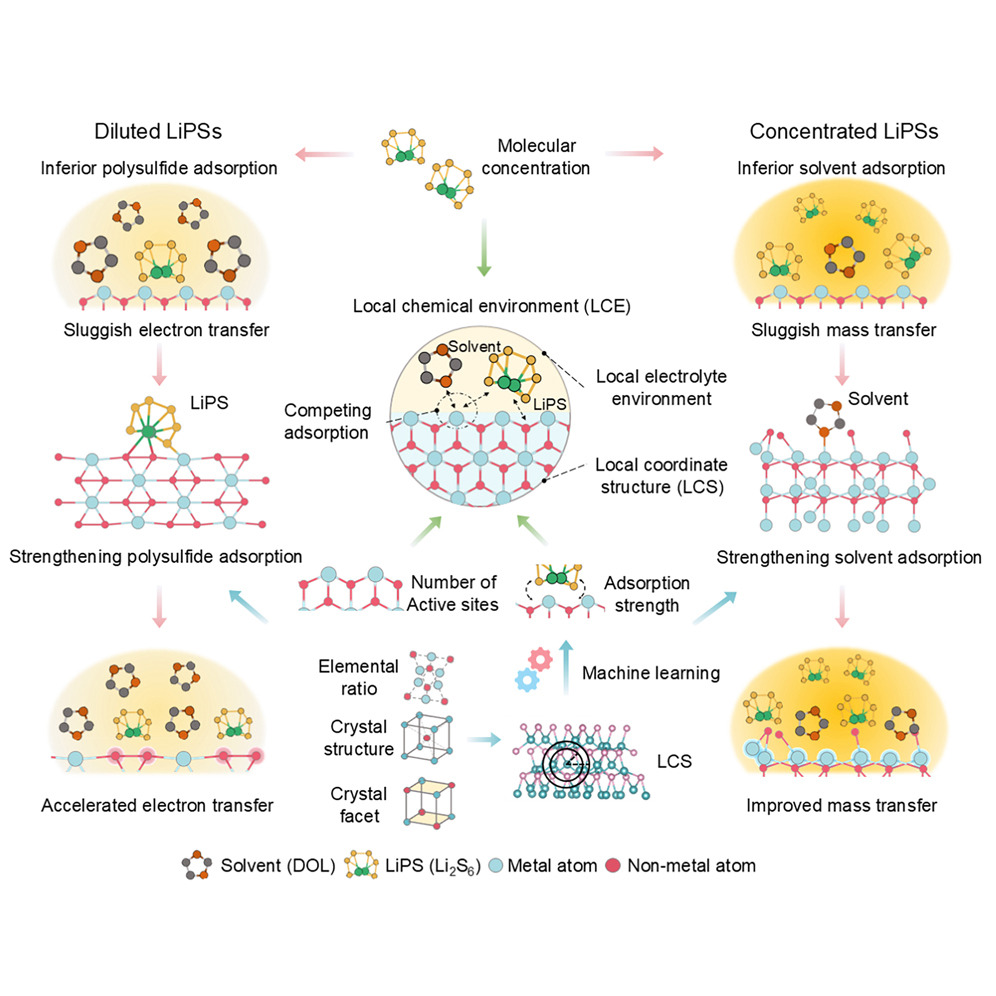 Diluted LiPSs
Inferior polysulfide adsorption
Sluggish electron transfer
LiPS
Strengthening polysulfide adsorption
Accelerated electron transfer
Molecular
concentration
Local chemical environment (LCE)
Solvent
LiPS
Competing
adsorption
Local electrolyte
environment
Local coordinate
structure (LCS)
Number of
Active sites
Adsorption
strength
Elemental
ratio
Crystal
structure
Crystal
facet
Machine learning
LCS
Concentrated LiPSs
Inferior solvent adsorption
Sluggish mass transfer
Solvent
Strengthening solvent adsorption
Improved mass transfer
Solvent (DOL)
LiPS (Li₂S₆)
Metal atom
Non-metal atom